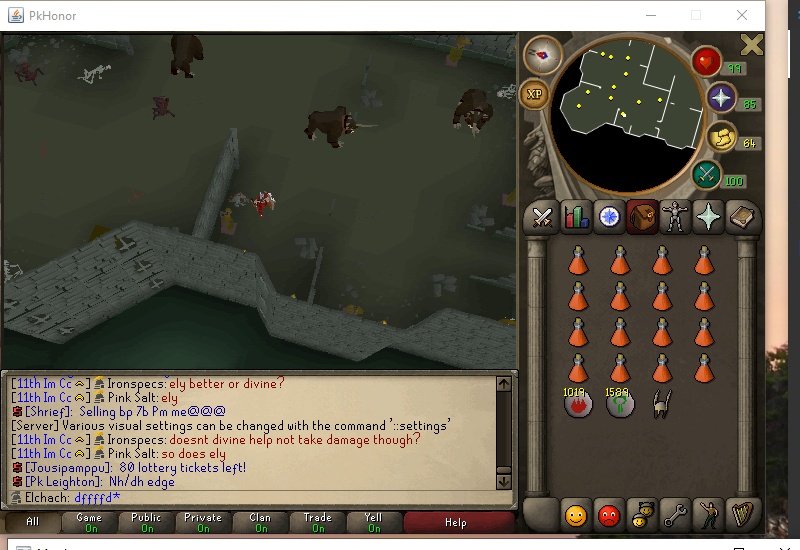 PkHonor
XP
99
85
64
100
1019
1589
[11th Im Cc] Ironspecs: ely better or divine?
[11th Im Cc] Pink Salt: ely
[Shrief]: Selling bp 7b Pm me@@@
[Server] Various visual settings can be changed with the command '::settings'
[11th Im Cc] Ironspecs: doesnt divine help not take damage though?
[11th Im Cc] Pink Salt: so does ely
[Jousipamppu]: 80 lottery tickets left!
[Pk Leighton]: Nh/dh edge
Elchach: dffffd*
All
Game
On
Public
On
Private
On
Clan
On
Trade
On
Yell
On
Help